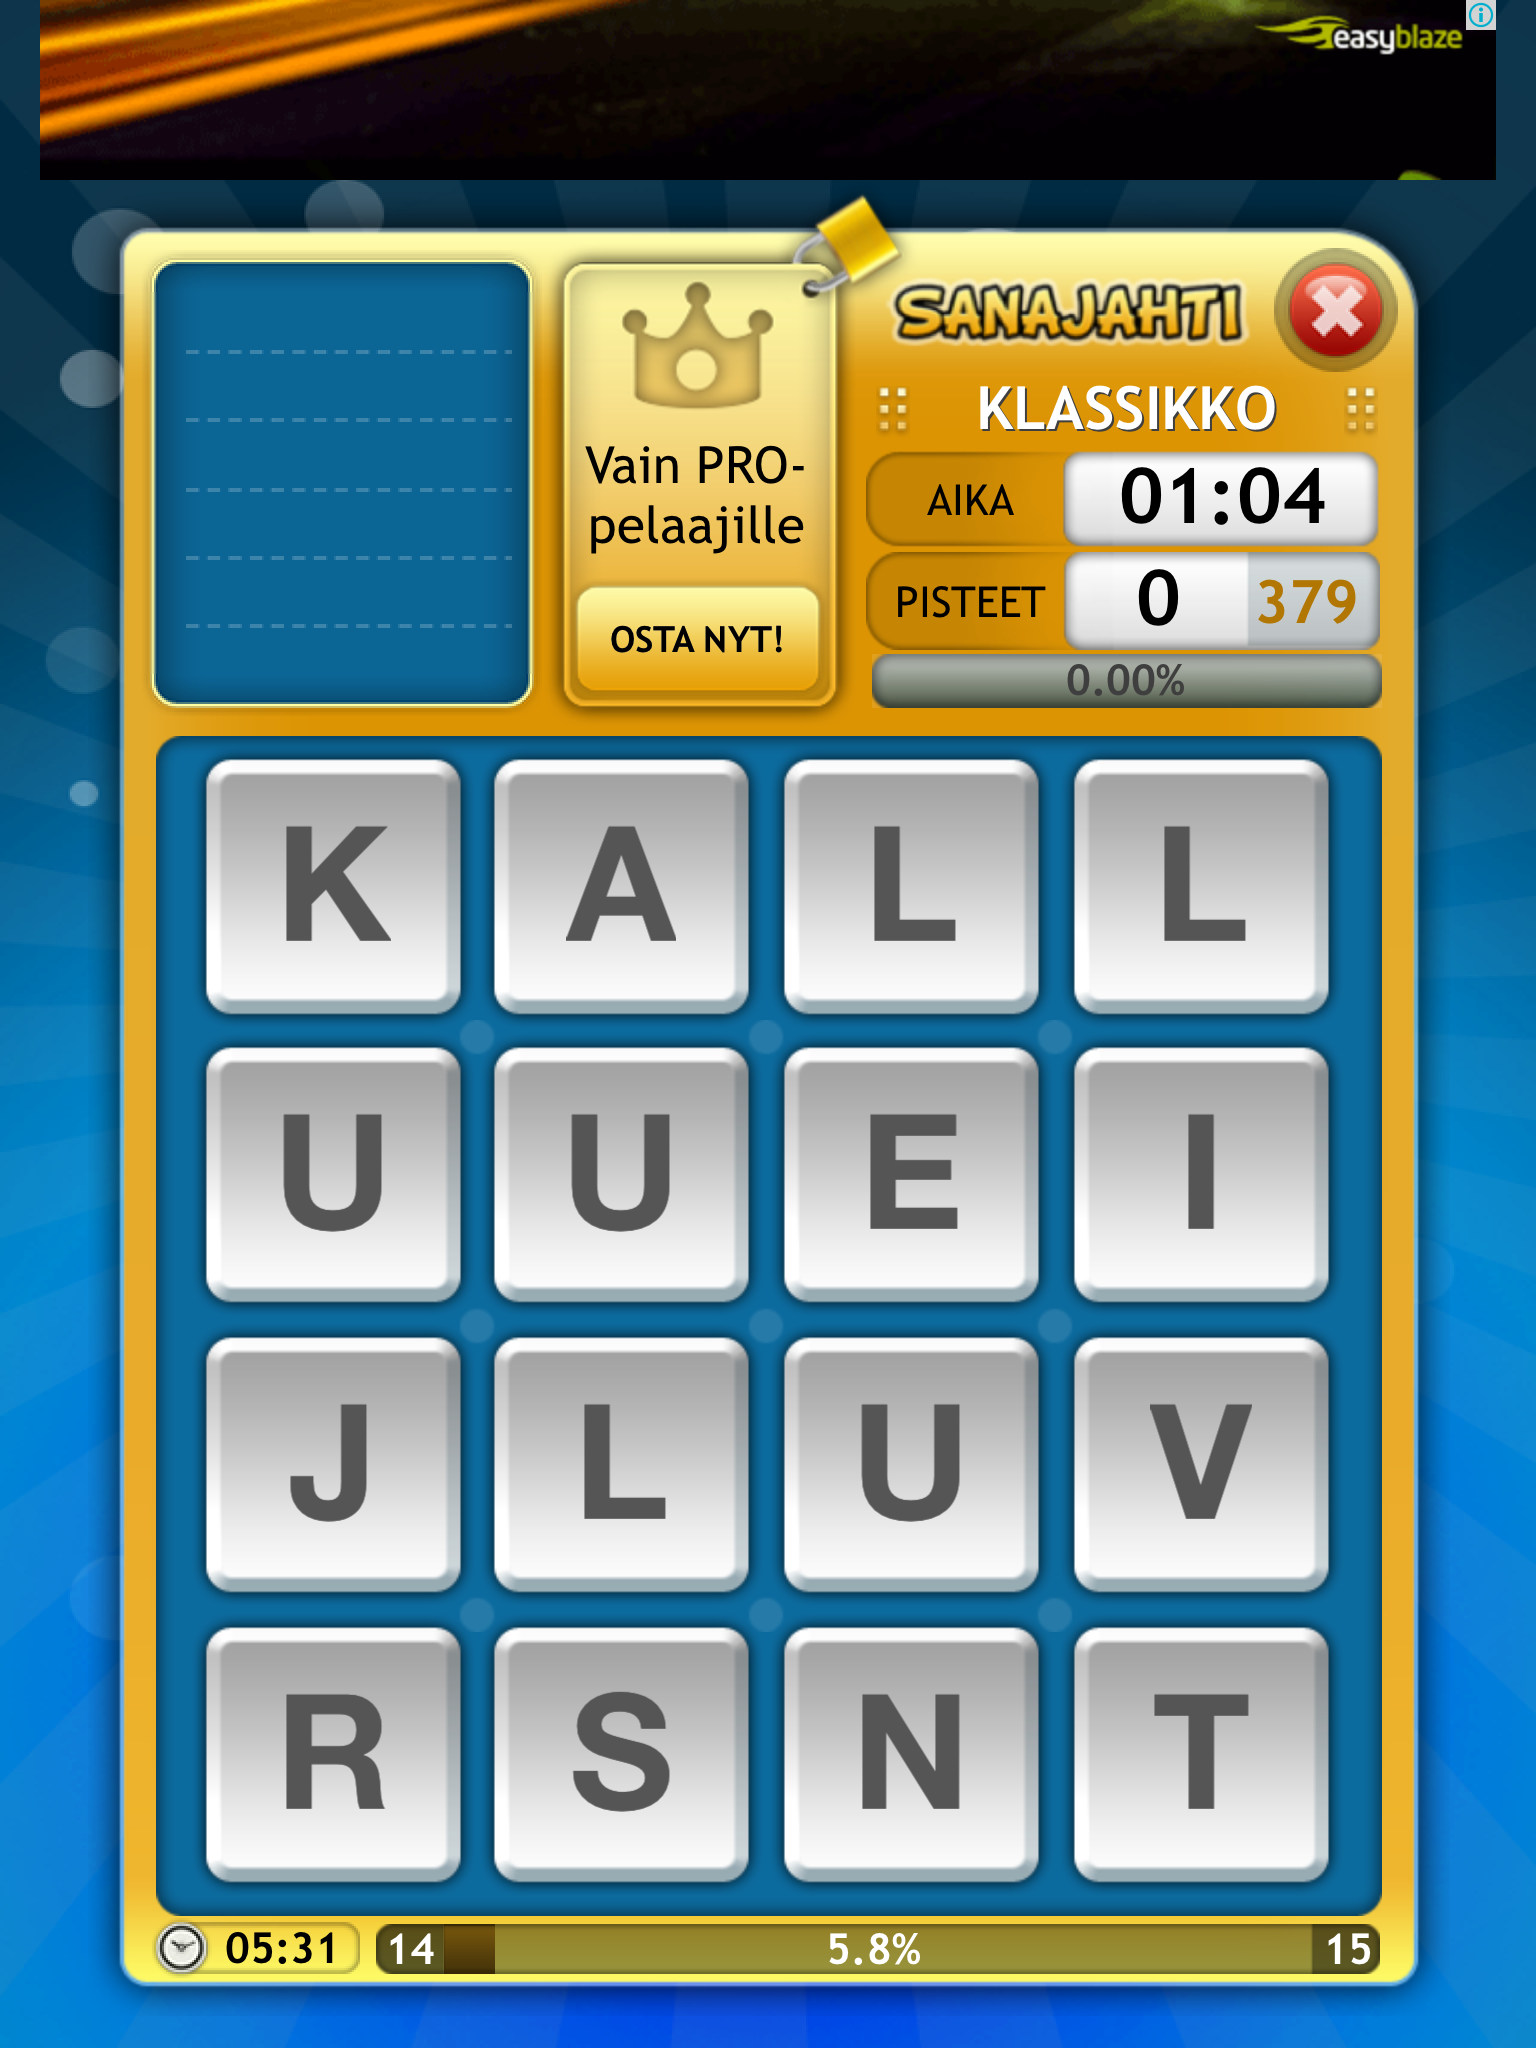 easyblaze
SANAJAHTI
KLASSIKKO
Vain PRO-
pelaajille
OSTA NYT!
AIKA 01:04
PISTEET 0 379
0.00%
K A L L
U U E I
J L U V
R S N T
05:31 14 5.8% 15